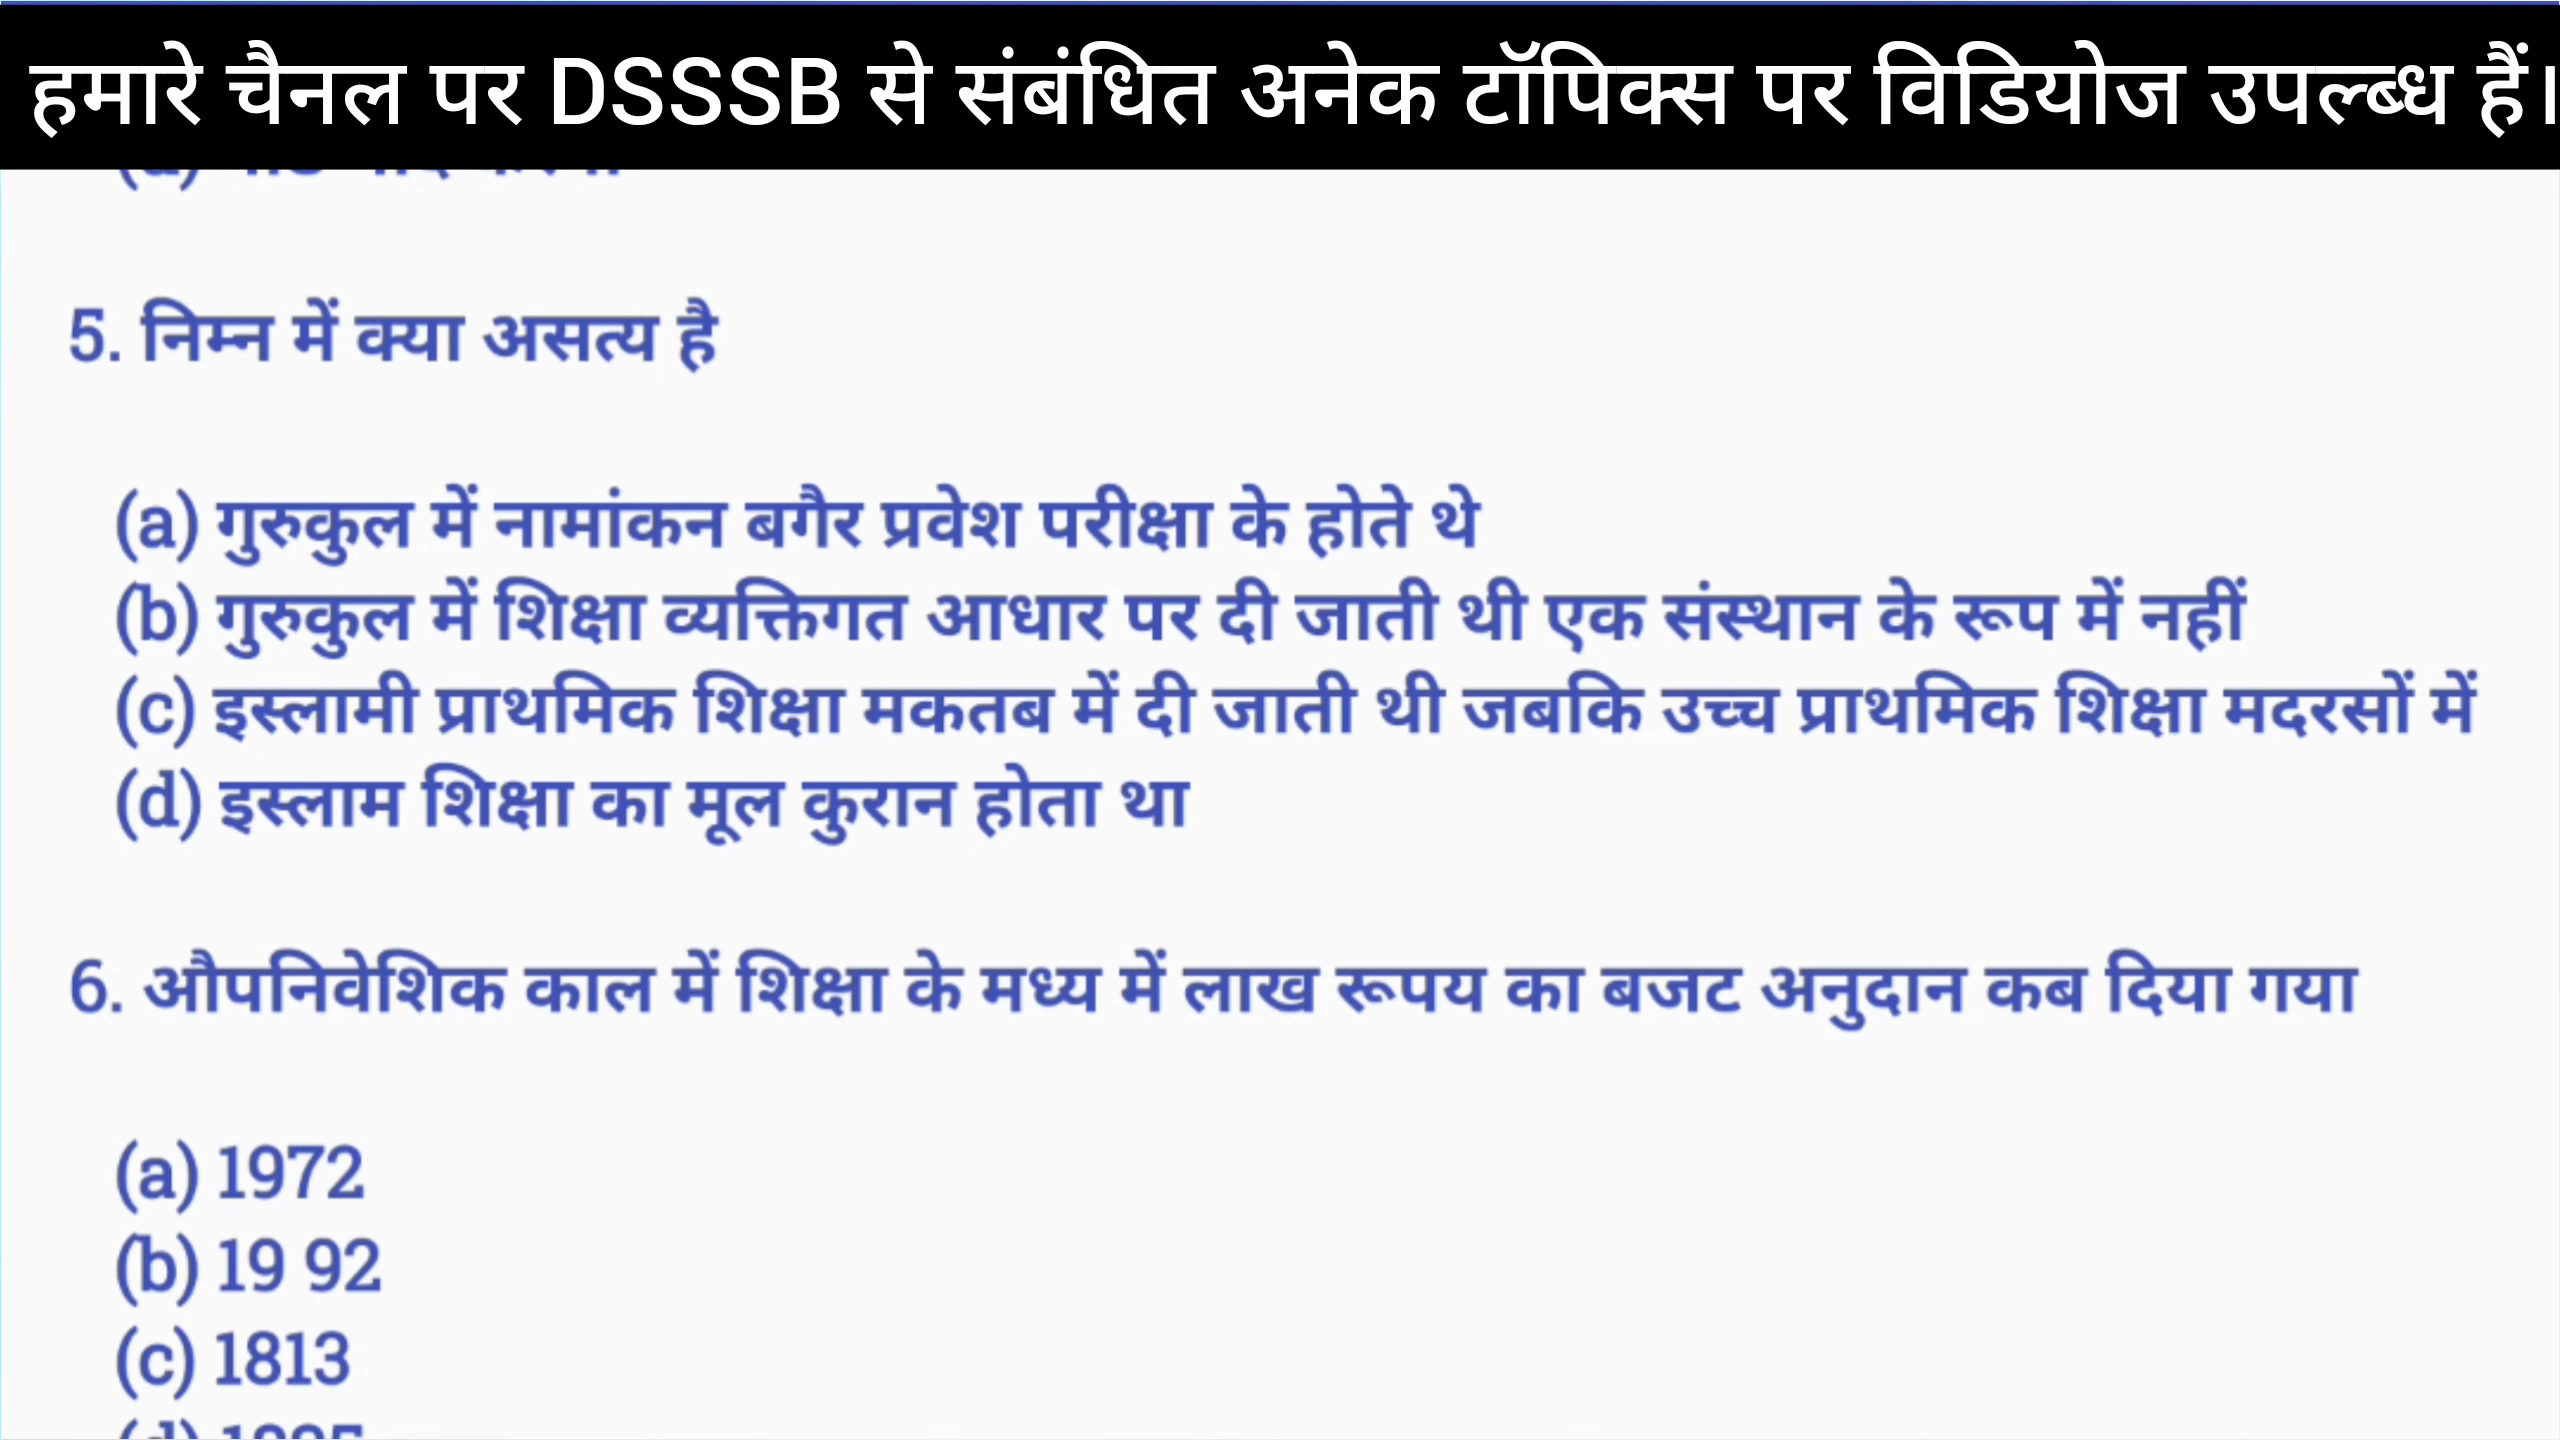 हमारे चैनल पर DSSSB से संबंधित अनेक टॉपिक्स पर विडियोज उपल्ब्ध हैं।
5. निम्न में क्या असत्य है
(a) गुरुकुल में नामांकन बगैर प्रवेश परीक्षा के होते थे
(b) गुरुकुल में शिक्षा व्यक्तिगत आधार पर दी जाती थी एक संस्थान के रूप में नहीं
(c) इस्लामी प्राथमिक शिक्षा मकतब में दी जाती थी जबकि उच्च प्राथमिक शिक्षा मदरसों में
(d) इस्लाम शिक्षा का मूल कुरान होता था
6. औपनिवेशिक काल में शिक्षा के मध्य में लाख रूपय का बजट अनुदान कब दिया गया
(a) 1972
(b) 19 92
(c) 1813